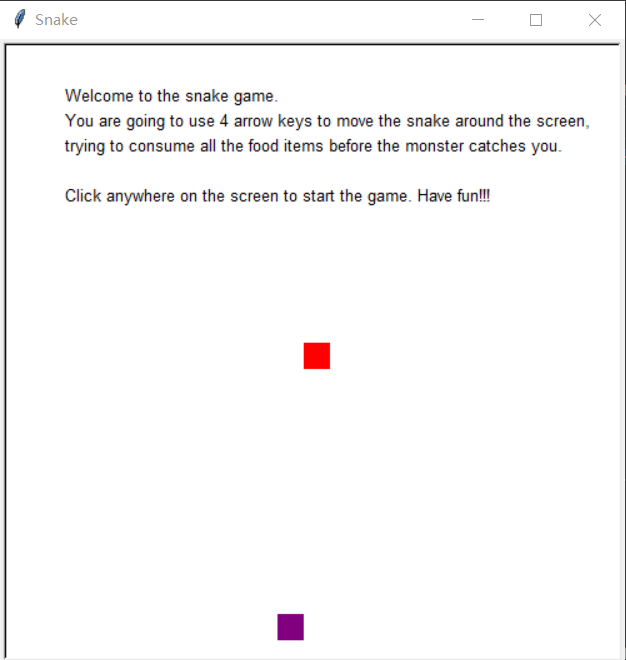 Snake
Welcome to the snake game.
You are going to use 4 arrow keys to move the snake around the screen,
trying to consume all the food items before the monster catches you.
Click anywhere on the screen to start the game. Have fun!!!